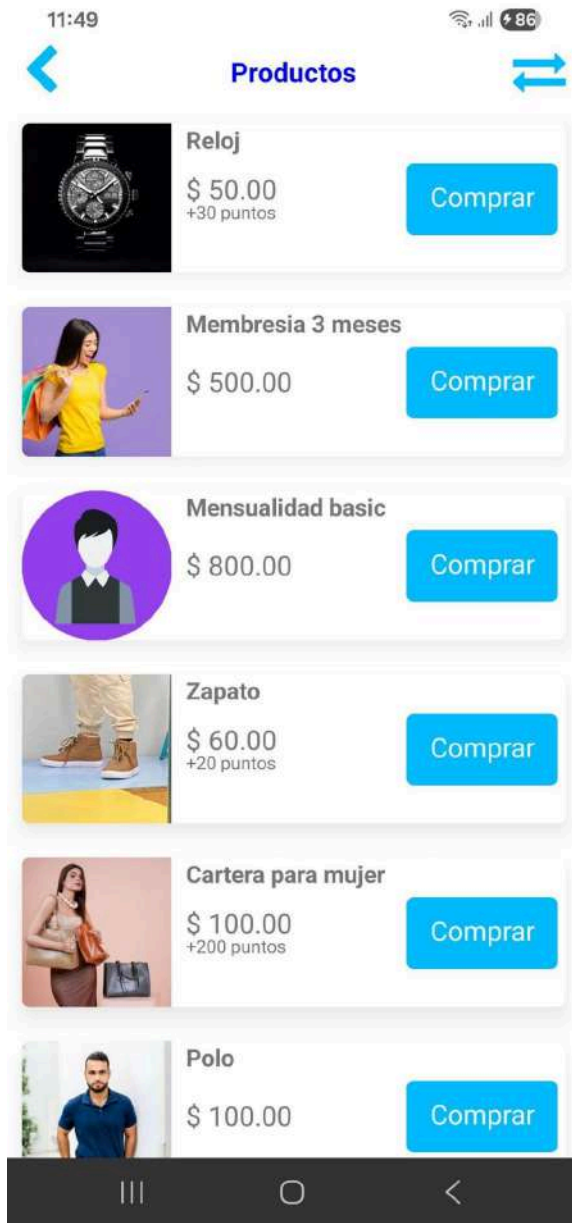 11:49
86
Productos
Reloj
$ 50.00
+30 puntos
Comprar
Membresia 3 meses
$ 500.00
Comprar
Mensualidad basic
$ 800.00
Comprar
Zapato
$ 60.00
+20 puntos
Comprar
Cartera para mujer
$ 100.00
+200 puntos
Comprar
Polo
$ 100.00
Comprar